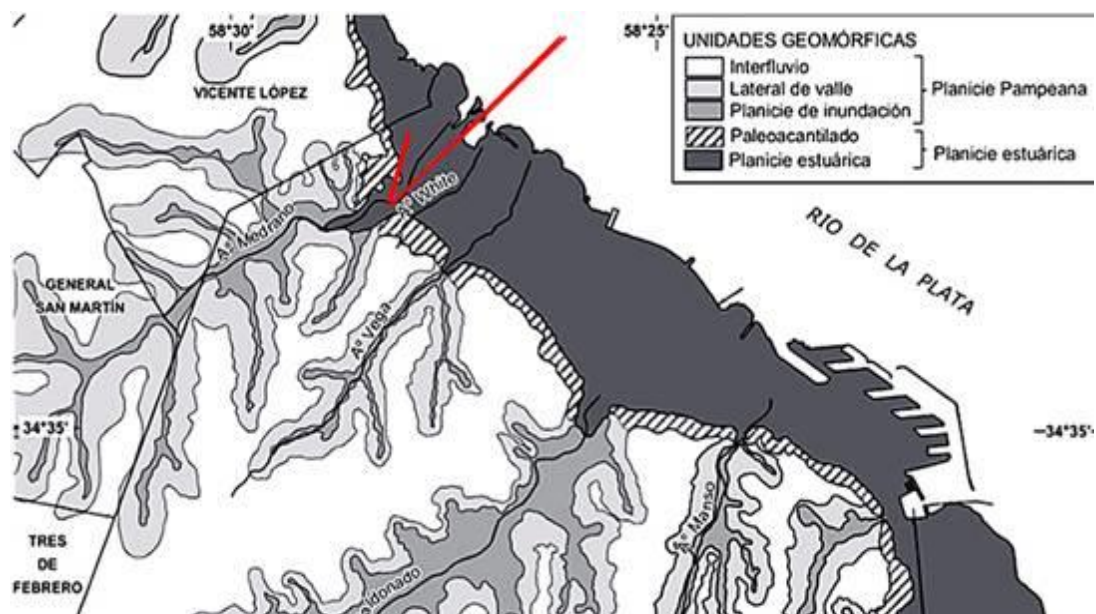 58°30'
58°25'
UNIDADES GEOMÓRFICAS
Interfluvio
Lateral de valle
Planicie de inundación
Planicie Pampeana
Paleoacantilado
Planicie estuárica
Planicie estuárica
VICENTE LÓPEZ
Aº White
Aº Medrano
RIO DE LA PLATA
GENERAL
SAN MARTÍN
Aº Vega
34°35'
34°35'
Aº Manso
TRES
DE
FEBRERO
aldonado